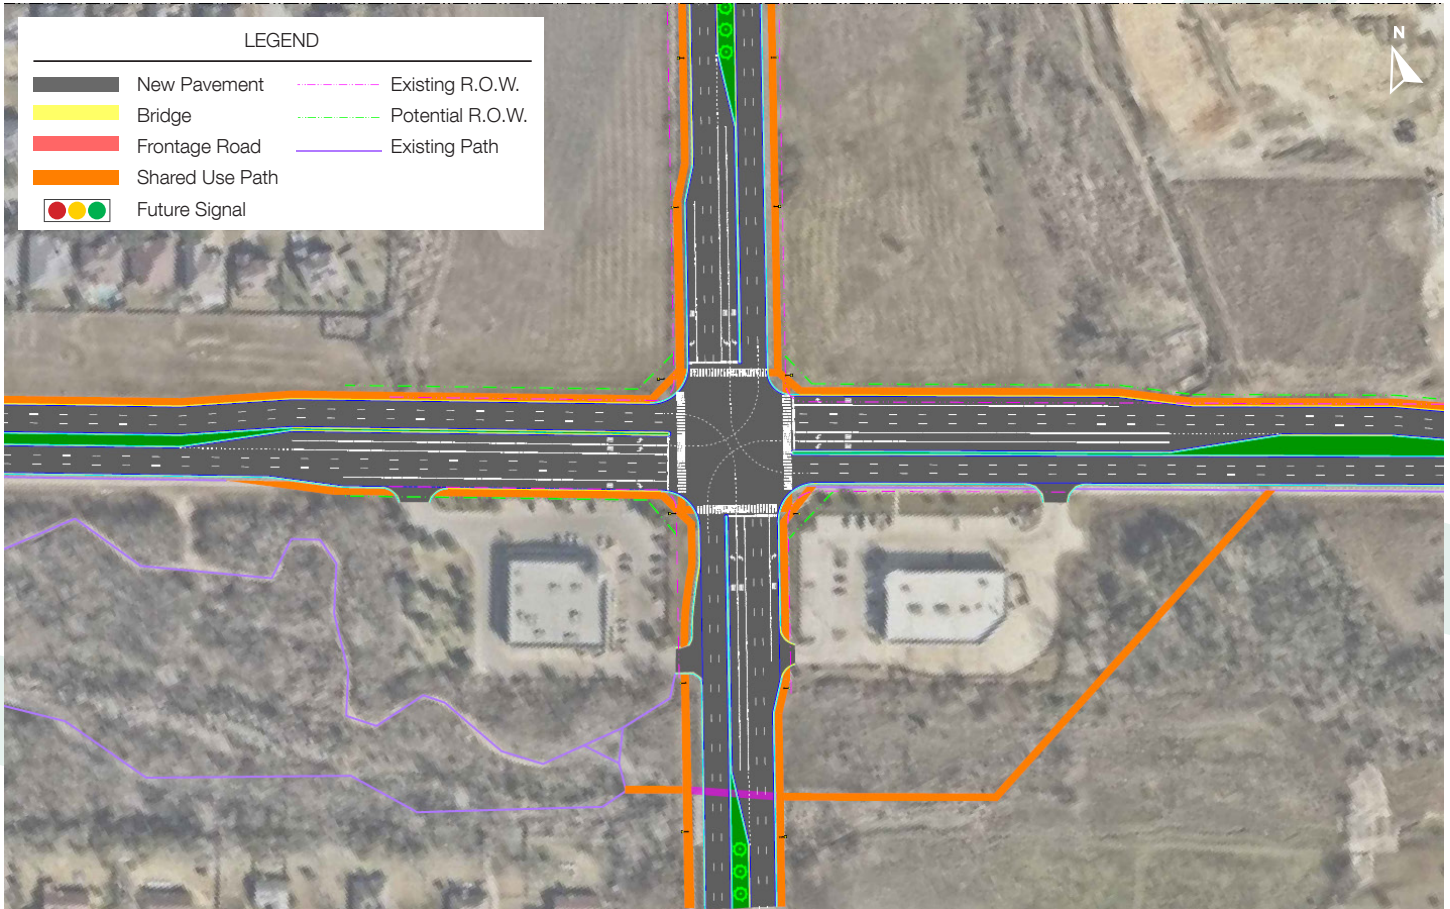 LEGEND
New Pavement
Existing R.O.W.
Bridge
Potential R.O.W.
Frontage Road
Existing Path
Shared Use Path
Future Signal
N